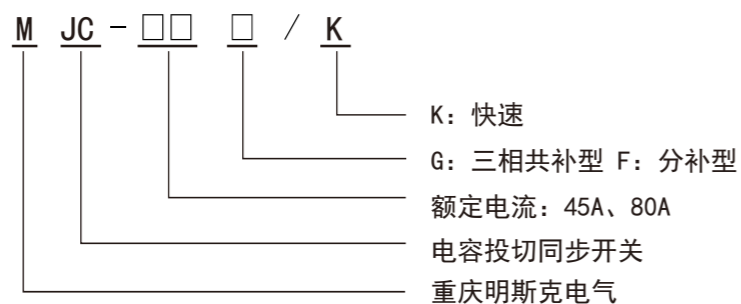 M JC-□□ □ / K
K: 快速
G: 三相共补型 F: 分补型
额定电流: 45A、80A
电容投切同步开关
重庆明斯克电气